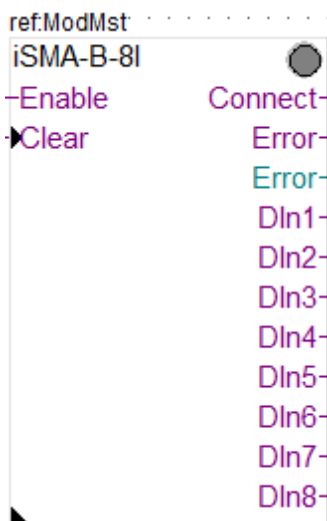 ref:ModMst
iSMA-B-8I
Enable Connect
Clear Error
Error
DIn1
DIn2
DIn3
DIn4
DIn5
DIn6
DIn7
DIn8